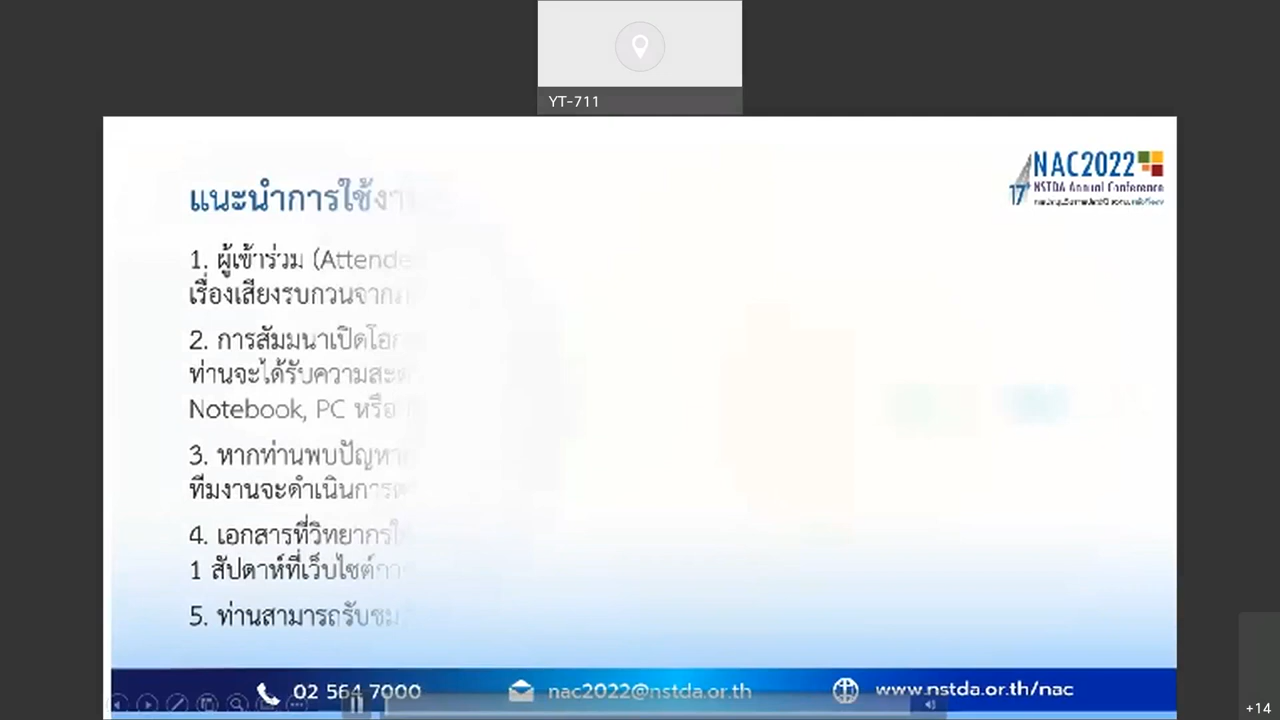 YT-711
NAC2022
17 NSTDA Annual Conference
แนะนำการใช้งาน
1. ผู้เข้าร่วม (Attende
เรื่องเสียงรบกวนจาก
2. การสัมมนาเปิดโอก
ท่านจะได้รับความสะด
Notebook, PC หรือ
3. หากท่านพบปัญหา
ทีมงานจะดำเนินการ
4. เอกสารที่วิทยากร
1 สัปดาห์ที่เว็บไซต์
5. ท่านสามารถรับชม
02 564 7000 nac2022@nstda.or.th www.nstda.or.th/nac
+14